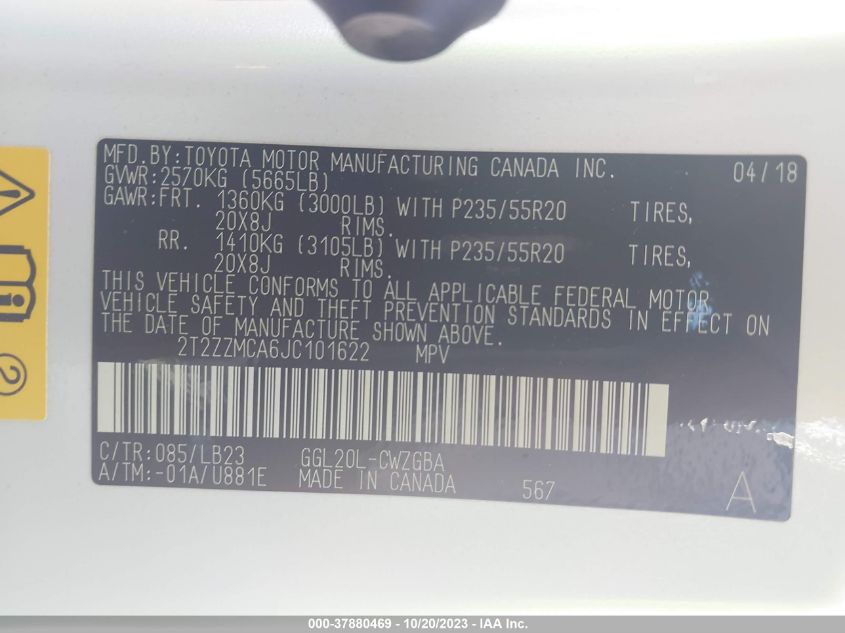 MFD.BY:TOYOTA MOTOR MANUFACTURING CANADA INC. 04/18
GVWR:2570KG (5665LB)
GAWR:FRT. 1360KG (3000LB) WITH P235/55R20 TIRES,
20X8J RIMS.
RR. 1410KG (3105LB) WITH P235/55R20 TIRES,
20X8J RIMS.
THIS VEHICLE CONFORMS TO ALL APPLICABLE FEDERAL MOTOR
VEHICLE SAFETY AND THEFT PREVENTION STANDARDS IN EFFECT ON
THE DATE OF MANUFACTURE SHOWN ABOVE.
2T2ZZMCA6JC101622 MPV
C/TR:085/LB23 GGL20L-CWZGBA
A/TM:-01A/U881E MADE IN CANADA 567 A
2
000-37880469 - 10/20/2023 - IAA Inc.